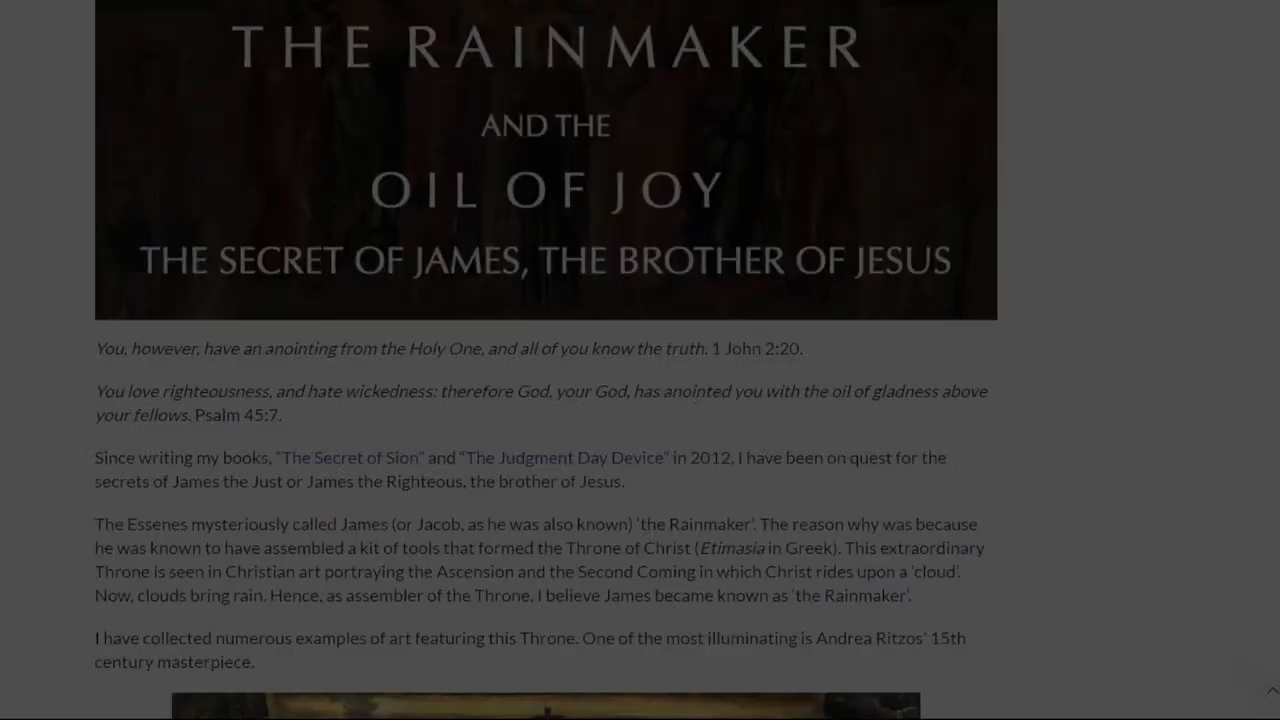 THE RAINMAKER
AND THE
OIL OF JOY
THE SECRET OF JAMES, THE BROTHER OF JESUS
You, however, have an anointing from the Holy One, and all of you know the truth. 1 John 2:20.
You love righteousness, and hate wickedness: therefore God, your God, has anointed you with the oil of gladness above
your fellows. Psalm 45:7.
Since writing my books, “The Secret of Sion” and “The Judgment Day Device” in 2012, I have been on quest for the
secrets of James the Just or James the Righteous, the brother of Jesus.
The Essenes mysteriously called James (or Jacob, as he was also known) ‘the Rainmaker’. The reason why was because
he was known to have assembled a kit of tools that formed the Throne of Christ (Etimasia in Greek). This extraordinary
Throne is seen in Christian art portraying the Ascension and the Second Coming in which Christ rides upon a ‘cloud’.
Now, clouds bring rain. Hence, as assembler of the Throne, I believe James became known as ‘the Rainmaker’.
I have collected numerous examples of art featuring this Throne. One of the most illuminating is Andrea Ritzos’ 15th
century masterpiece.